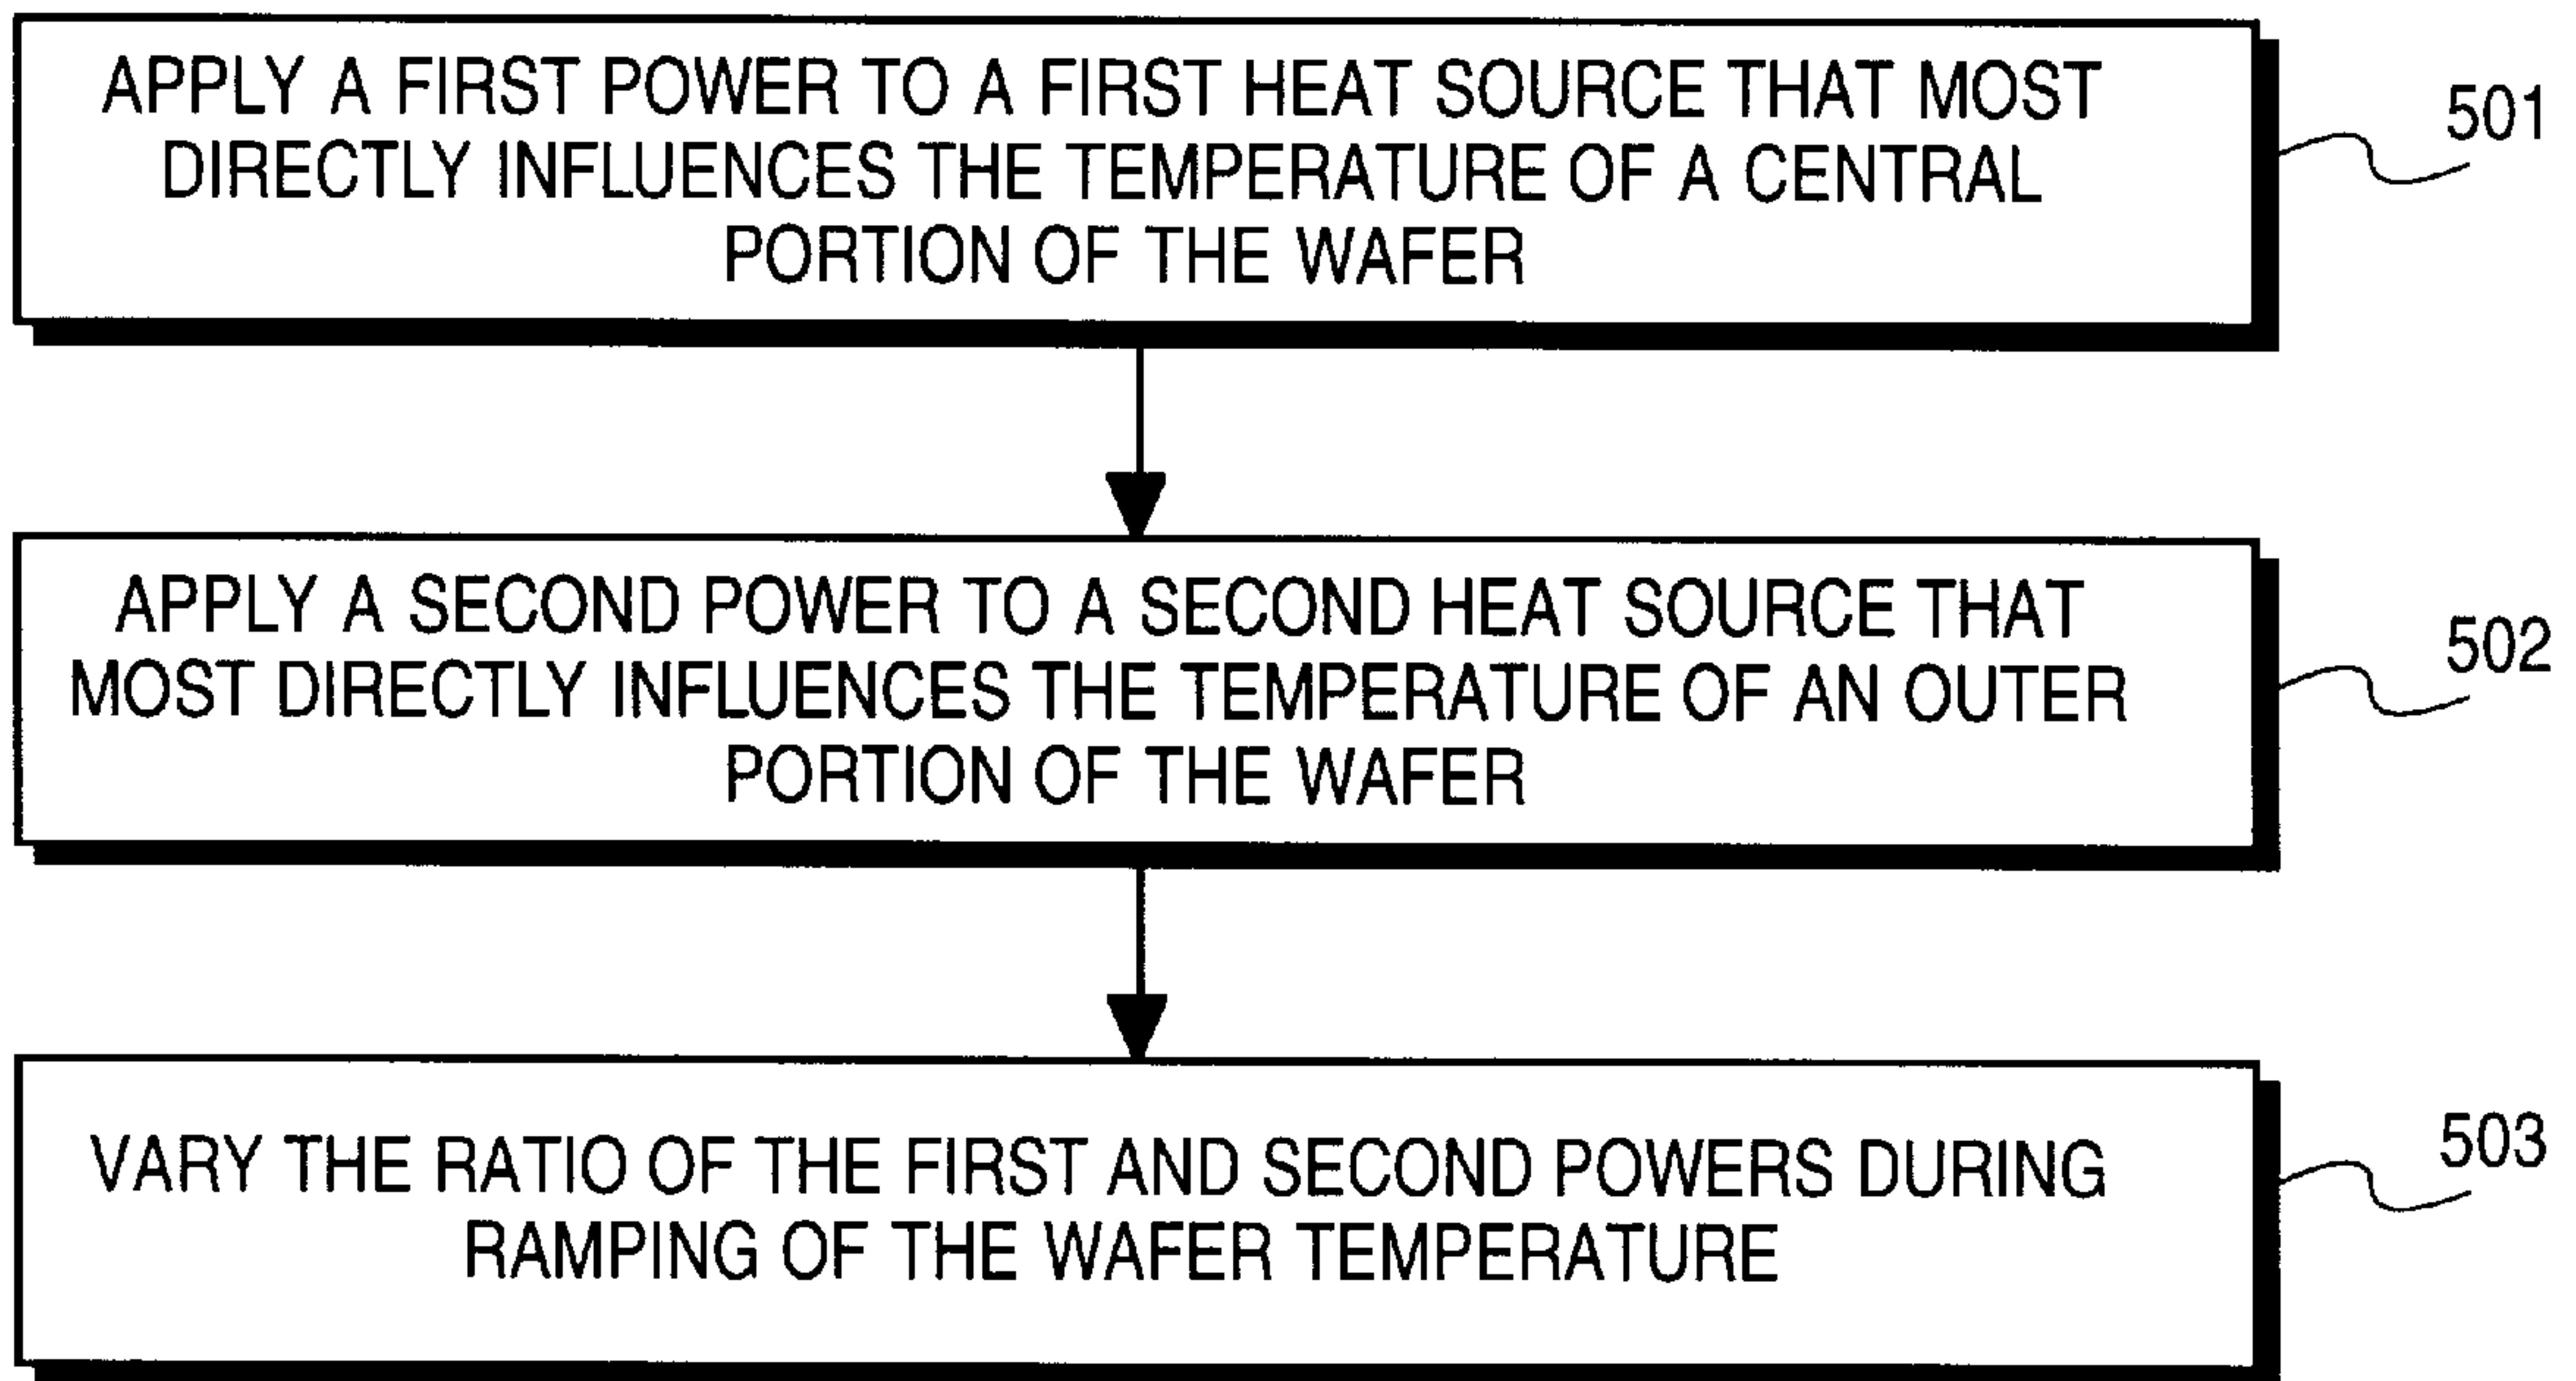 APPLY A FIRST POWER TO A FIRST HEAT SOURCE THAT MOST
DIRECTLY INFLUENCES THE TEMPERATURE OF A CENTRAL
PORTION OF THE WAFER
501
APPLY A SECOND POWER TO A SECOND HEAT SOURCE THAT
MOST DIRECTLY INFLUENCES THE TEMPERATURE OF AN OUTER
PORTION OF THE WAFER
502
VARY THE RATIO OF THE FIRST AND SECOND POWERS DURING
RAMPING OF THE WAFER TEMPERATURE
503